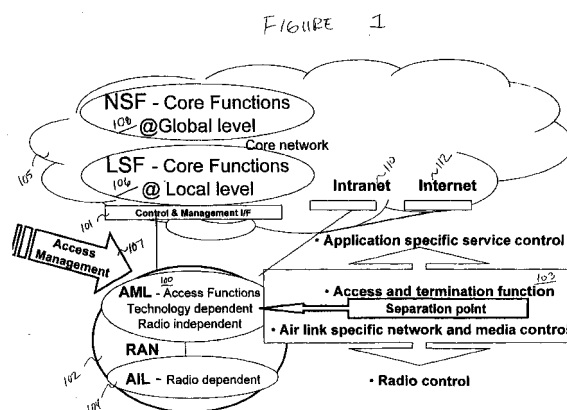 FIGURE 1
NSF - Core Functions
108 @Global level
Core network
LSF - Core Functions
106 @ Local level
105
110
112
Intranet
Internet
101
Control & Management I/F
107
Access
Management
• Application specific service control
100
AML - Access Functions
Technology dependent
Radio independent
103
• Access and termination function
Separation point
• Air link specific network and media control
RAN
102
AIL - Radio dependent
104
• Radio control